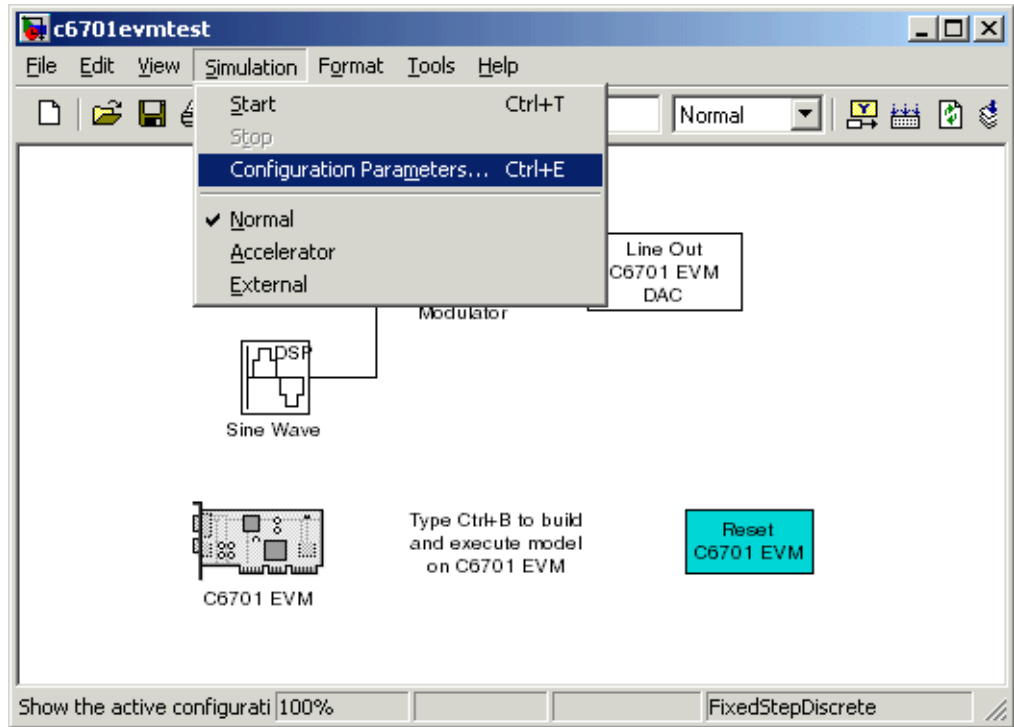 c6701evmtest
File Edit View Simulation Format Tools Help
Start Ctrl+T
Stop
Configuration Parameters... Ctrl+E
Normal
Accelerator
External
Normal
Line Out
C6701 EVM
DAC
Modulator
DSP
Sine Wave
C6701 EVM
Type Ctrl+B to build
and execute model
on C6701 EVM
Reset
C6701 EVM
Show the active configurati 100% FixedStepDiscrete